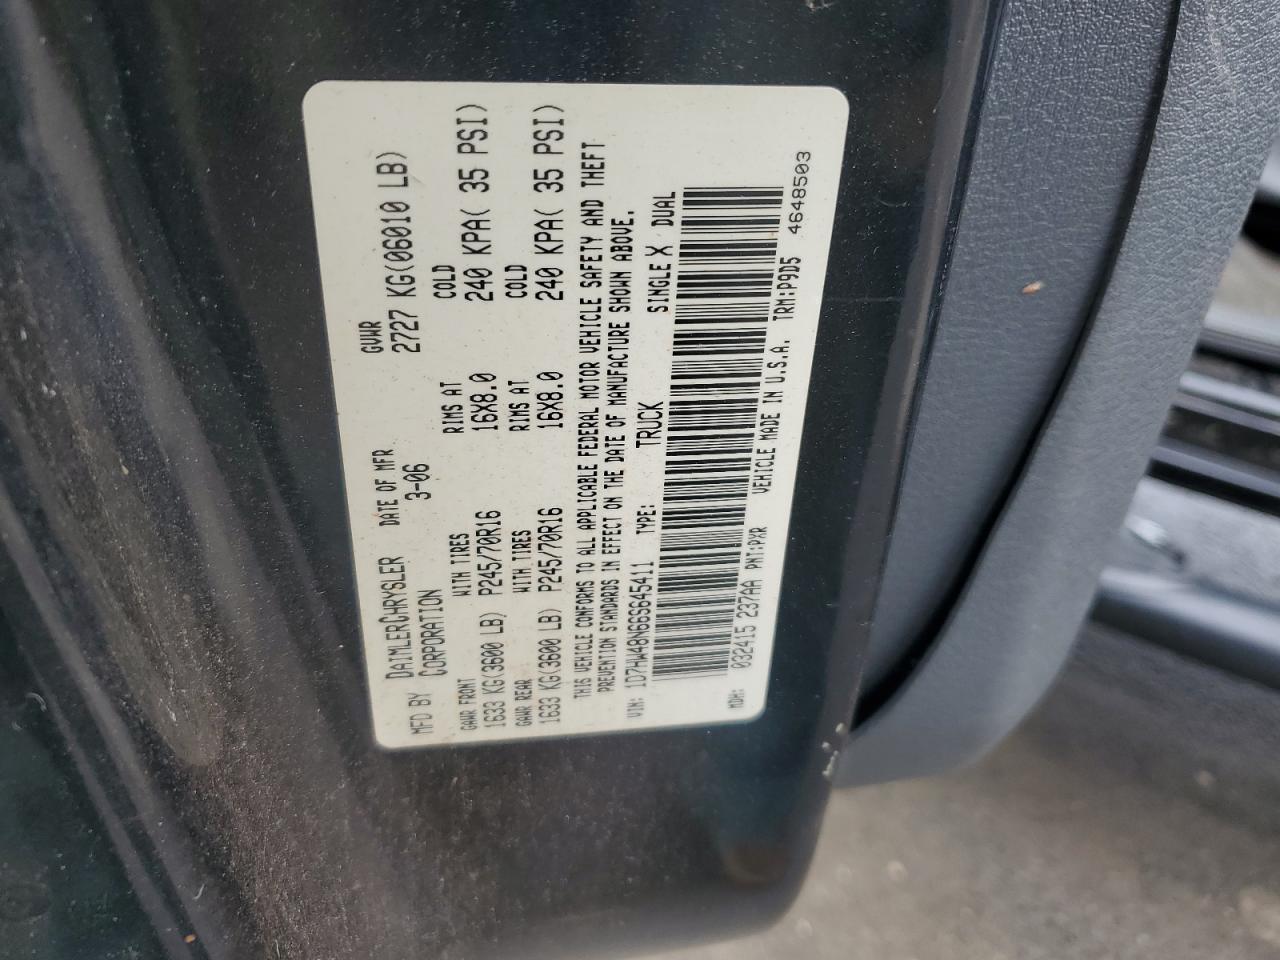 MFD BY DAIMLERCHRYSLER CORPORATION DATE OF MFR 3-06 GVWR 2727 KG(06010 LB)
GAWR FRONT WITH TIRES RIMS AT COLD
1633 KG(3600 LB) P245/70R16 16X8.0 240 KPA( 35 PSI)
GAWR REAR WITH TIRES RIMS AT COLD
1633 KG(3600 LB) P245/70R16 16X8.0 240 KPA( 35 PSI)
THIS VEHICLE CONFORMS TO ALL APPLICABLE FEDERAL MOTOR VEHICLE SAFETY AND THEFT
PREVENTION STANDARDS IN EFFECT ON THE DATE OF MANUFACTURE SHOWN ABOVE.
VIN: 1D7HW48N66S645411 TYPE: TRUCK SINGLE X DUAL
MDH: 032415 237AA PNT:PXR VEHICLE MADE IN U.S.A. TRM:P9D5 4648503